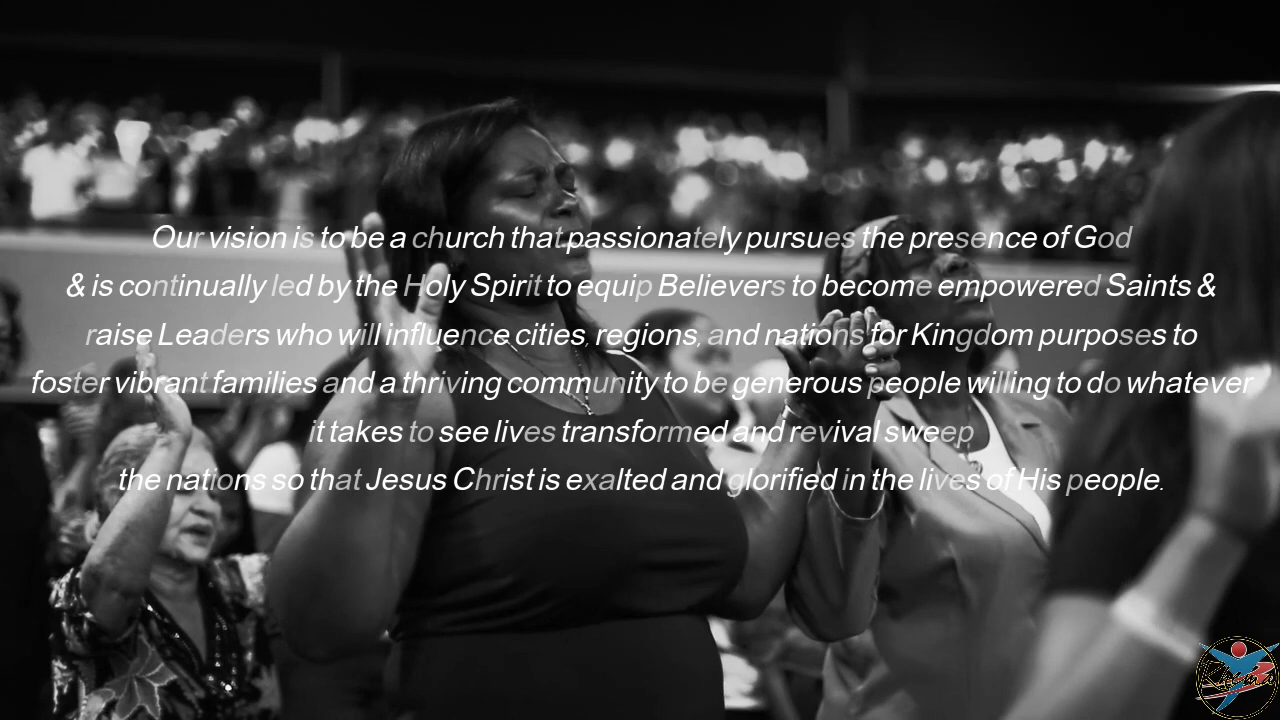 Our vision is to be a church that passionately pursues the presence of God
& is continually led by the Holy Spirit to equip Believers to become empowered Saints &
raise Leaders who will influence cities, regions, and nations for Kingdom purposes to
foster vibrant families and a thriving community to be generous people willing to do whatever
it takes to see lives transformed and revival sweep
the nations so that Jesus Christ is exalted and glorified in the lives of His people.